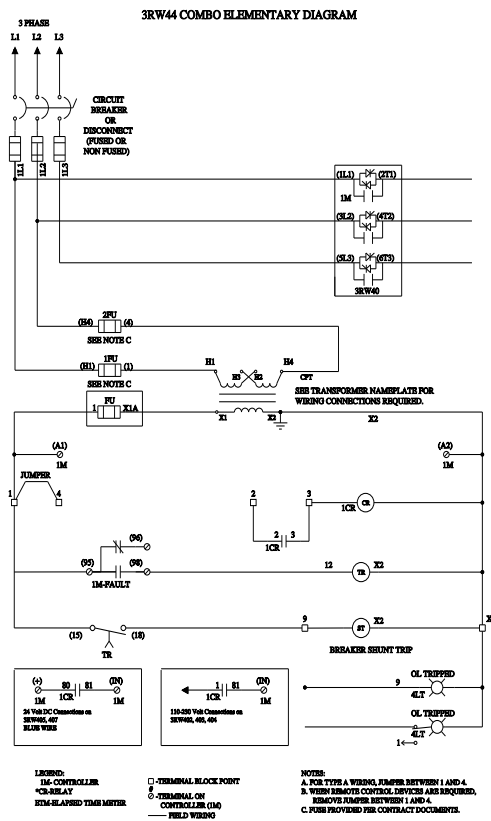 3RW44 COMBO ELEMENTARY DIAGRAM
3 PHASE
L1 L2 L3
CIRCUIT
BREAKER
OR
DISCONNECT
(FUSED OR
NON FUSED)
1L1 1L2 1L3
(1L1) (2T1)
1M
(3L2) (4T2)
(5L3) (6T3)
3RW40
2FU
(H4) (4)
SEE NOTE C
1FU
(H1) (1)
SEE NOTE C
H1 H3 H2 H4
CPT
FU
1 X1A
SEE TRANSFORMER NAMEPLATE FOR
WIRING CONNECTIONS REQUIRED.
X1 X2
X2
(A1)
1M
(A2)
1M
JUMPER
1 4
2 3
1CR CR
2 3
1CR
(96)
(95) (98)
1M-FAULT
12 TR X2
(15) (18)
TR
9 ST X2
BREAKER SHUNT TRIP
(+) 80 81 (IN)
1M 1CR 1M
24 Volt DC Connections on
3RW405, 407
BLUE WIRE
1 81 (IN)
1CR 1M
110-230 Volt Connections on
3RW402, 403, 404
OL TRIPPED
9
4LT
OL TRIPPED
4LT
1
LEGEND:
1M- CONTROLLER
*CR-RELAY
ETM-ELAPSED TIME METER
-TERMINAL BLOCK POINT
#
-TERMINAL ON
CONTROLLER (1M)
FIELD WIRING
NOTES:
A. FOR TYPE A WIRING, JUMPER BETWEEN 1 AND 4.
B. WHEN REMOTE CONTROL DEVICES ARE REQUIRED,
REMOVE JUMPER BETWEEN 1 AND 4.
C. FUSE PROVIDED PER CONTRACT DOCUMENTS.